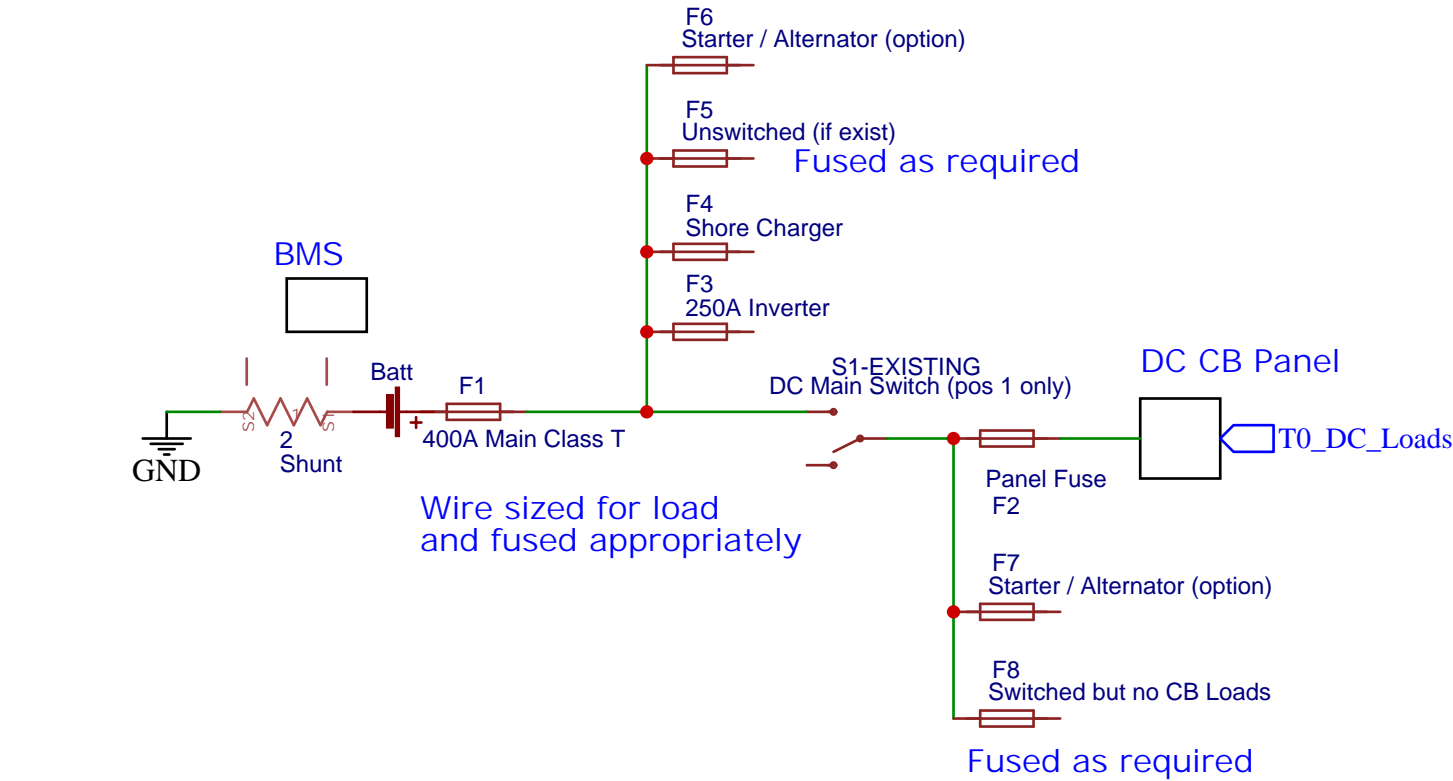 F6
Starter / Alternator (option)
F5
Unswitched (if exist)
Fused as required
F4
Shore Charger
F3
250A Inverter
BMS
S1-EXISTING
DC Main Switch (pos 1 only)
DC CB Panel
Batt
F1
+
400A Main Class T
S2
1
S1
2
Shunt
GND
T0_DC_Loads
Panel Fuse
F2
Wire sized for load
and fused appropriately
F7
Starter / Alternator (option)
F8
Switched but no CB Loads
Fused as required